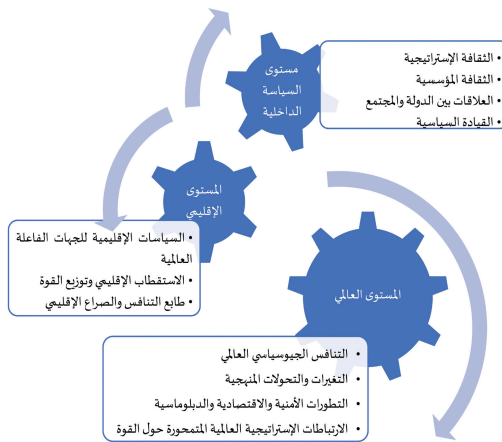 مستوى
السياسة
الداخلية
• الثقافة الإستراتيجية
• الثقافة المؤسسية
• العلاقات بين الدولة والمجتمع
• القيادة السياسية
المستوى
الإقليمي
• السياسات الإقليمية للجهات الفاعلة
العالمية
• الاستقطاب الإقليمي وتوزيع القوة
• طابع التنافس والصراع الإقليمي
المستوى العالمي
• التنافس الجيوسياسي العالمي
• التغيرات والتحولات المنهجية
• التطورات الأمنية والاقتصادية والدبلوماسية
• الارتباطات الإستراتيجية العالمية المتمحورة حول القوة